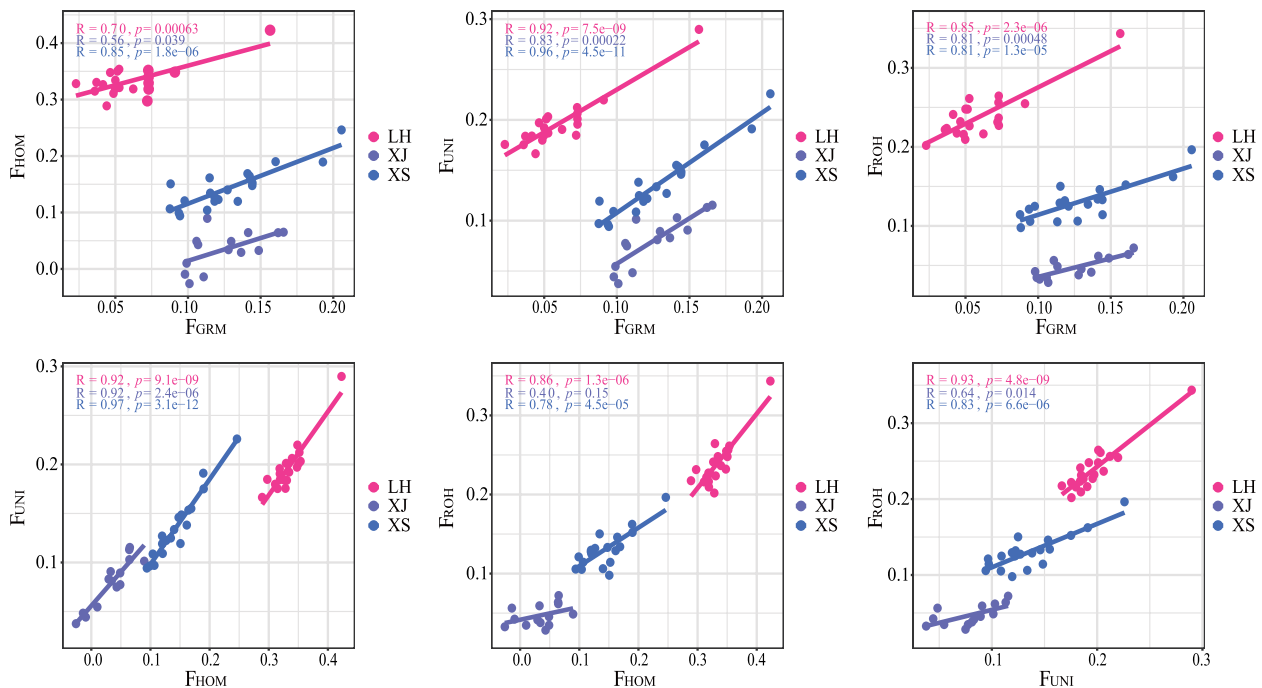 R = 0.70, p= 0.00063
R = 0.56, p= 0.039
R = 0.85, p= 1.8e−06
0.4
0.3
0.2
0.1
0.0
FHOM
0.05 0.10 0.15 0.20
FGRM
LH
XJ
XS
R = 0.92, p= 7.5e−09
R = 0.83, p= 0.00022
R = 0.96, p= 4.5e−11
0.3
0.2
0.1
FUNI
0.05 0.10 0.15 0.20
FGRM
LH
XJ
XS
R = 0.85, p= 2.3e−06
R = 0.81, p= 0.00048
R = 0.81, p= 1.3e−05
0.3
0.2
0.1
FROH
0.05 0.10 0.15 0.20
FGRM
LH
XJ
XS
R = 0.92, p= 9.1e−09
R = 0.92, p= 2.4e−06
R = 0.97, p= 3.1e−12
0.3
0.2
0.1
FUNI
0.0 0.1 0.2 0.3 0.4
FHOM
LH
XJ
XS
R = 0.86, p= 1.3e−06
R = 0.40, p= 0.15
R = 0.78, p= 4.5e−05
0.3
0.2
0.1
FROH
0.0 0.1 0.2 0.3 0.4
FHOM
LH
XJ
XS
R = 0.93, p= 4.8e−09
R = 0.64, p= 0.014
R = 0.83, p= 6.6e−06
0.3
0.2
0.1
FROH
0.1 0.2 0.3
FUNI
LH
XJ
XS